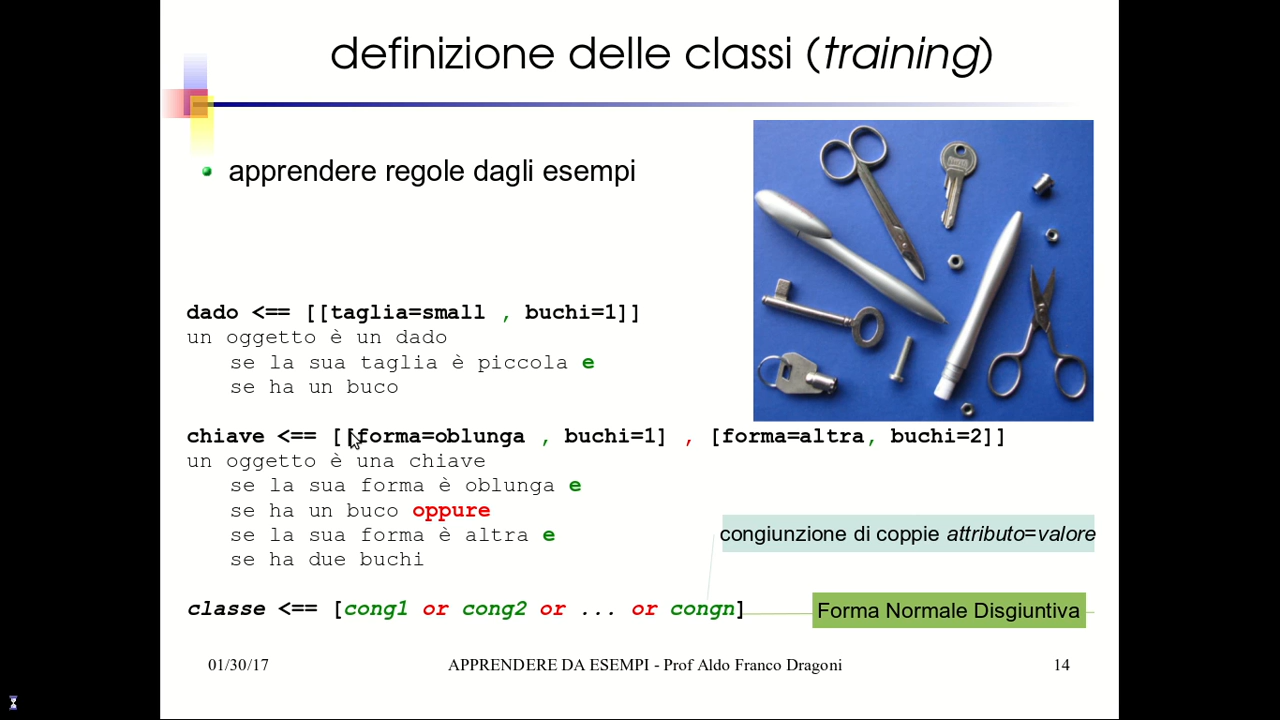 definizione delle classi (training)
apprendere regole dagli esempi
dado <== [[taglia=small , buchi=1]]
un oggetto è un dado
se la sua taglia è piccola e
se ha un buco
chiave <== [[forma=oblunga , buchi=1] , [forma=altra, buchi=2]]
un oggetto è una chiave
se la sua forma è oblunga e
se ha un buco oppure
se la sua forma è altra e
se ha due buchi
congiunzione di coppie attributo=valore
classe <== [cong1 or cong2 or ... or congn]
Forma Normale Disgiuntiva
01/30/17
APPRENDERE DA ESEMPI - Prof Aldo Franco Dragoni
14